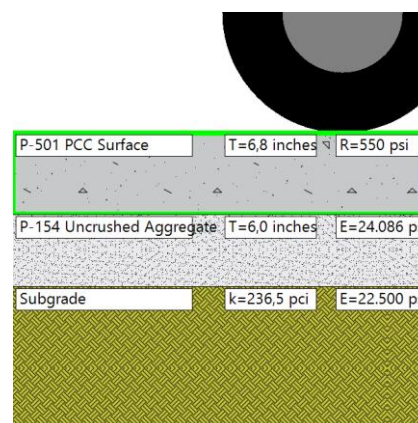 P-501 PCC Surface T=6,8 inches R=550 psi
P-154 Uncrushed Aggregate T=6,0 inches E=24.086 p
Subgrade k=236,5 pci E=22.500 p